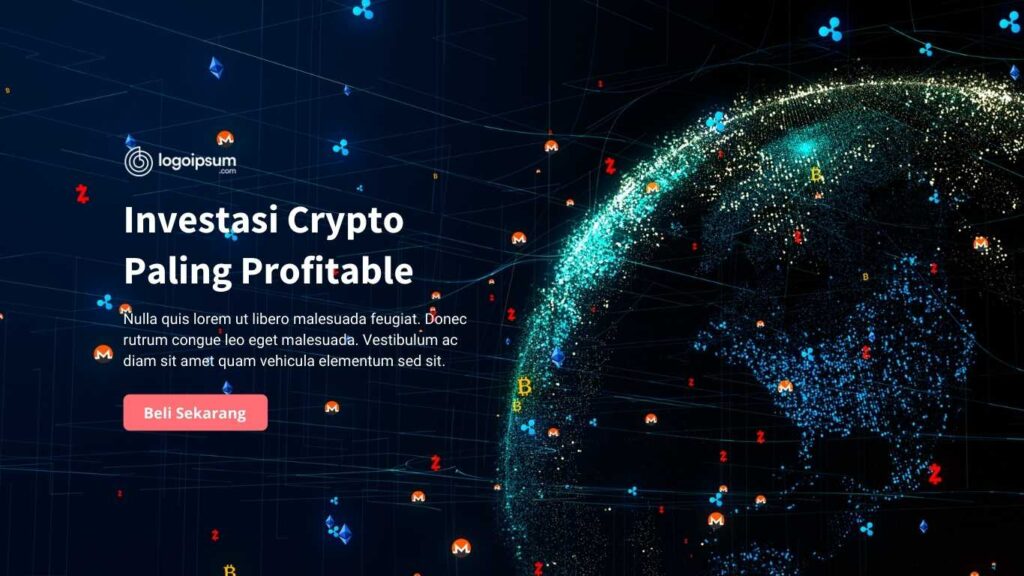 logoipsum
.com
Investasi Crypto
Paling Profitable
Nulla quis lorem ut libero malesuada feugiat. Donec
rutrum congue leo eget malesuada. Vestibulum ac
diam sit amet quam vehicula elementum sed sit.
Beli Sekarang